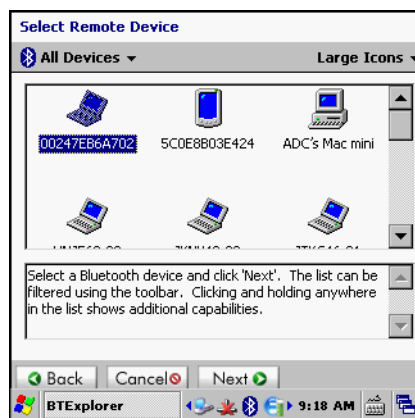 Select Remote Device
All Devices
Large Icons
00247EB6A702
5C0E8B03E424
ADC's Mac mini
Select a Bluetooth device and click 'Next'. The list can be
filtered using the toolbar. Clicking and holding anywhere
in the list shows additional capabilities.
Back
Cancel
Next
BTExplorer
9:18 AM